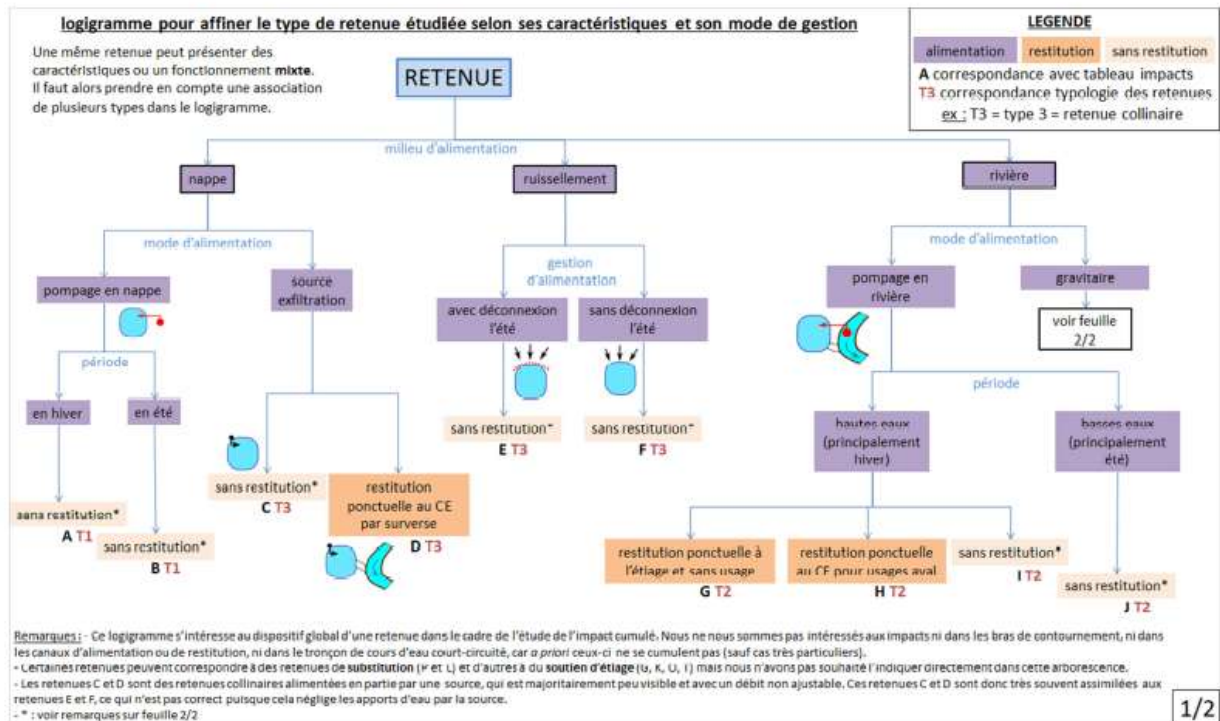 logigramme pour affiner le type de retenue étudiée selon ses caractéristiques et son mode de gestion
Une même retenue peut présenter des
caractéristiques ou un fonctionnement mixte.
Il faut alors prendre en compte une association
de plusieurs types dans le logigramme.
LEGENDE
alimentation
restitution
sans restitution
A correspondance avec tableau impacts
T3 correspondance typologie des retenues
ex : T3 = type 3 = retenue collinaire
RETENUE
milieu d'alimentation
nappe
ruissellement
rivière
mode d'alimentation
pompage en nappe
source
exfiltration
période
en hiver
en été
sans restitution*
A T1
sans restitution*
B T1
sans restitution*
C T3
restitution
ponctuelle au CE
par surverse
D T3
gestion
d'alimentation
avec déconnexion
l'été
sans déconnexion
l'été
sans restitution*
E T3
sans restitution*
F T3
mode d'alimentation
pompage en
rivière
gravitaire
voir feuille
2/2
période
hautes eaux
(principalement
hiver)
basses eaux
(principalement
été)
restitution ponctuelle à
l'étiage et sans usage
G T2
restitution ponctuelle
au CE pour usages aval
H T2
sans restitution*
I T2
sans restitution*
J T2
Remarques : - Ce logigramme s'intéresse au dispositif global d'une retenue dans le cadre de l'étude de l'impact cumulé. Nous ne nous sommes pas intéressés aux impacts ni dans les bras de contournement, ni dans
les canaux d'alimentation ou de restitution, ni dans le tronçon de cours d'eau court-circuité, car a priori ceux-ci ne se cumulent pas (sauf cas très particuliers).
- Certaines retenues peuvent correspondre à des retenues de substitution ( et ) et d'autres à du soutien d'étiage (G, K, ) mais nous n'avons pas souhaité l'indiquer directement dans cette arborescence.
- Les retenues C et D sont des retenues collinaires alimentées en partie par une source, qui est majoritairement peu visible et avec un débit non ajustable. Ces retenues C et D sont donc très souvent assimilées aux
retenues E et F, ce qui n'est pas correct puisque cela néglige les apports d'eau par la source.
- * : voir remarques sur feuille 2/2
1/2